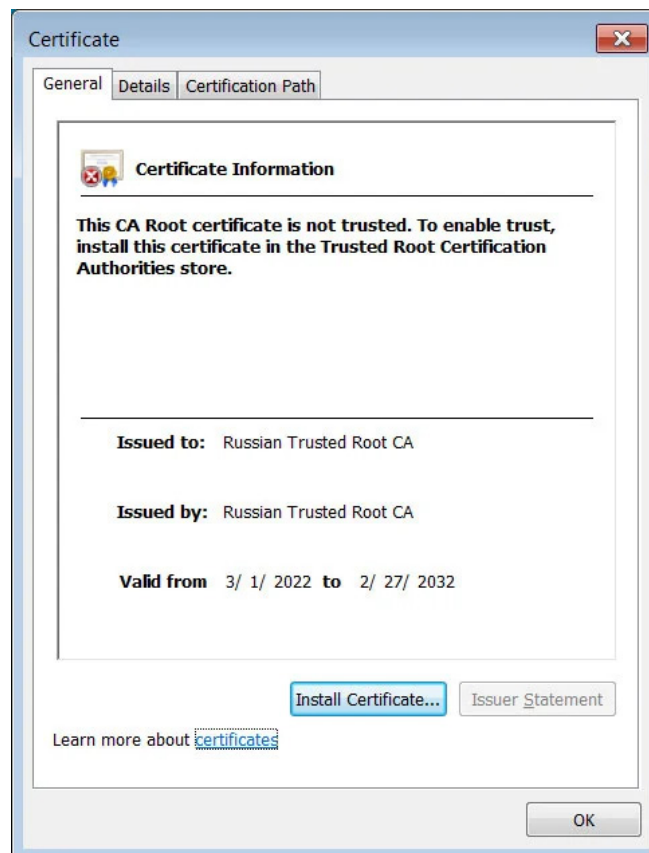 Certificate
General Details Certification Path
Certificate Information
This CA Root certificate is not trusted. To enable trust,
install this certificate in the Trusted Root Certification
Authorities store.
Issued to: Russian Trusted Root CA
Issued by: Russian Trusted Root CA
Valid from 3/ 1/ 2022 to 2/ 27/ 2032
Install Certificate... Issuer Statement
Learn more about certificates
OK